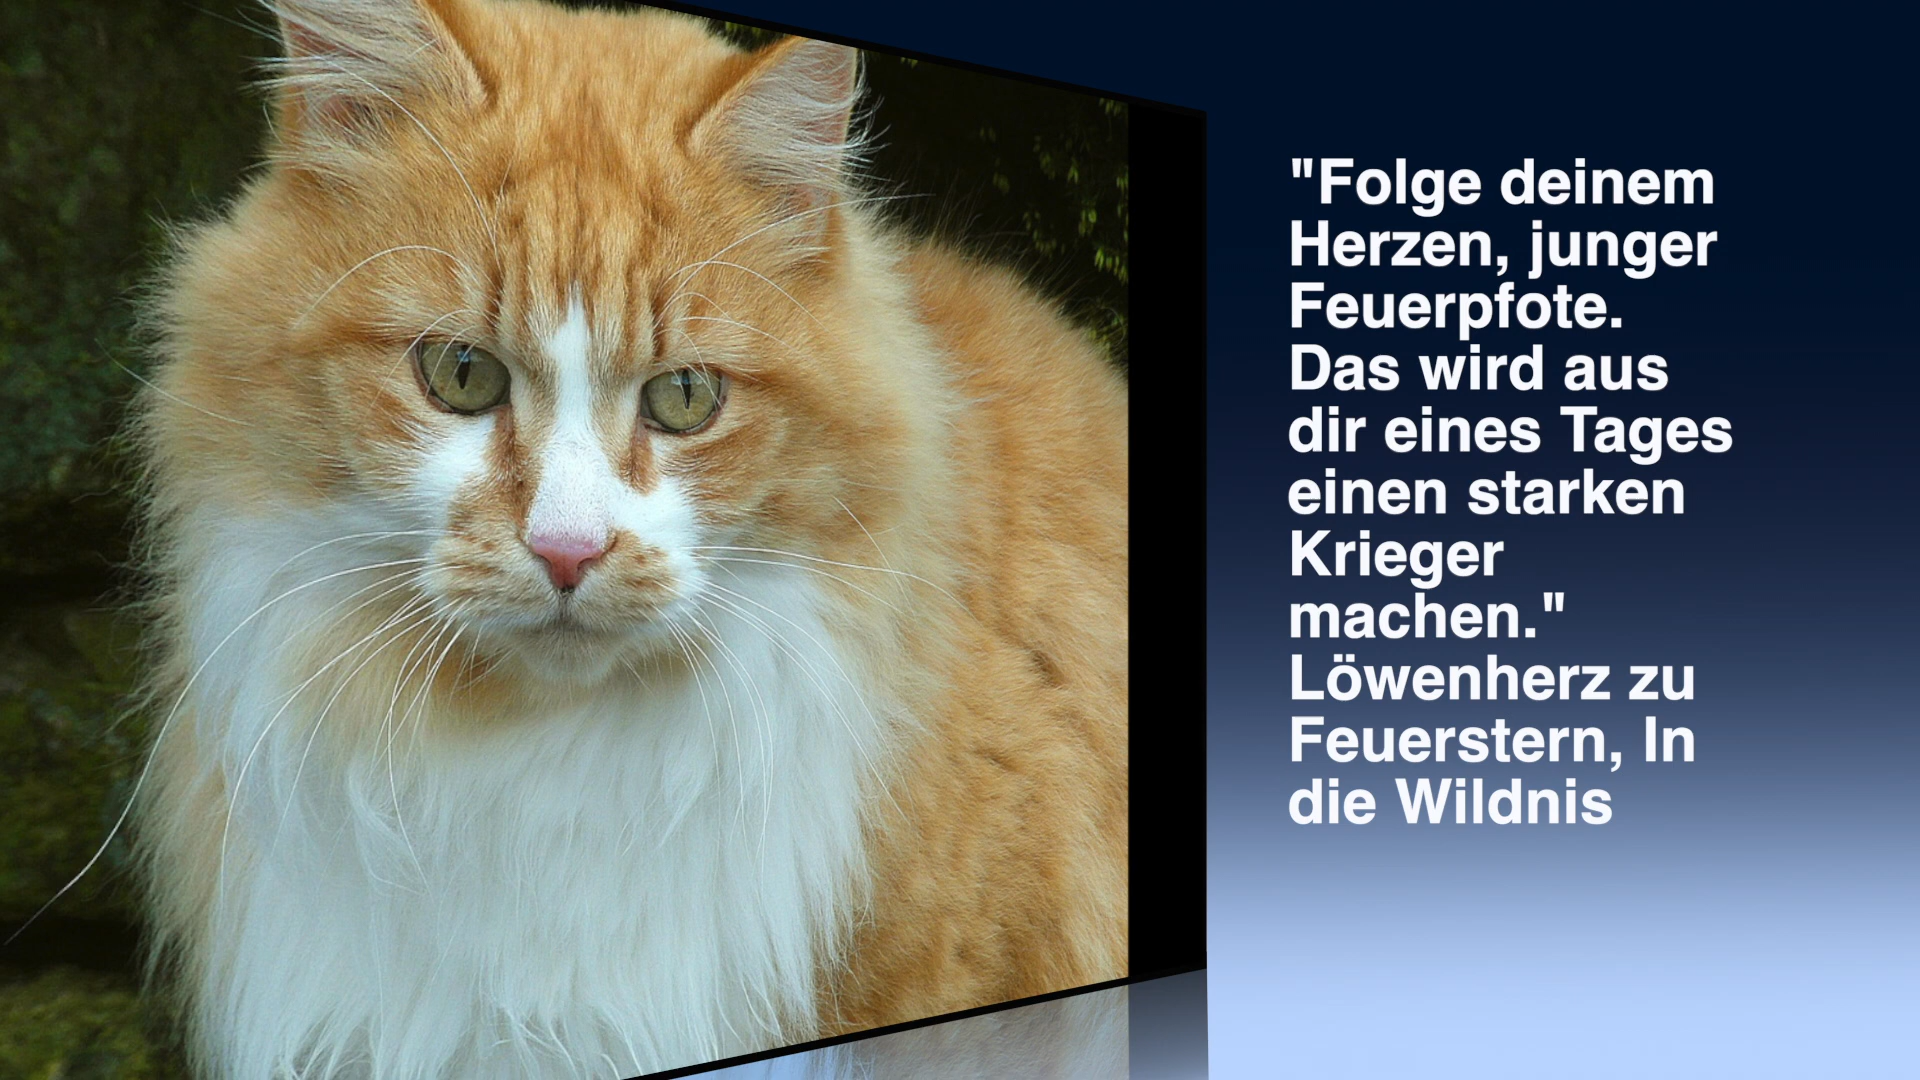 "Folge deinem
Herzen, junger
Feuerpfote.
Das wird aus
dir eines Tages
einen starken
Krieger
machen."
Löwenherz zu
Feuerstern, In
die Wildnis